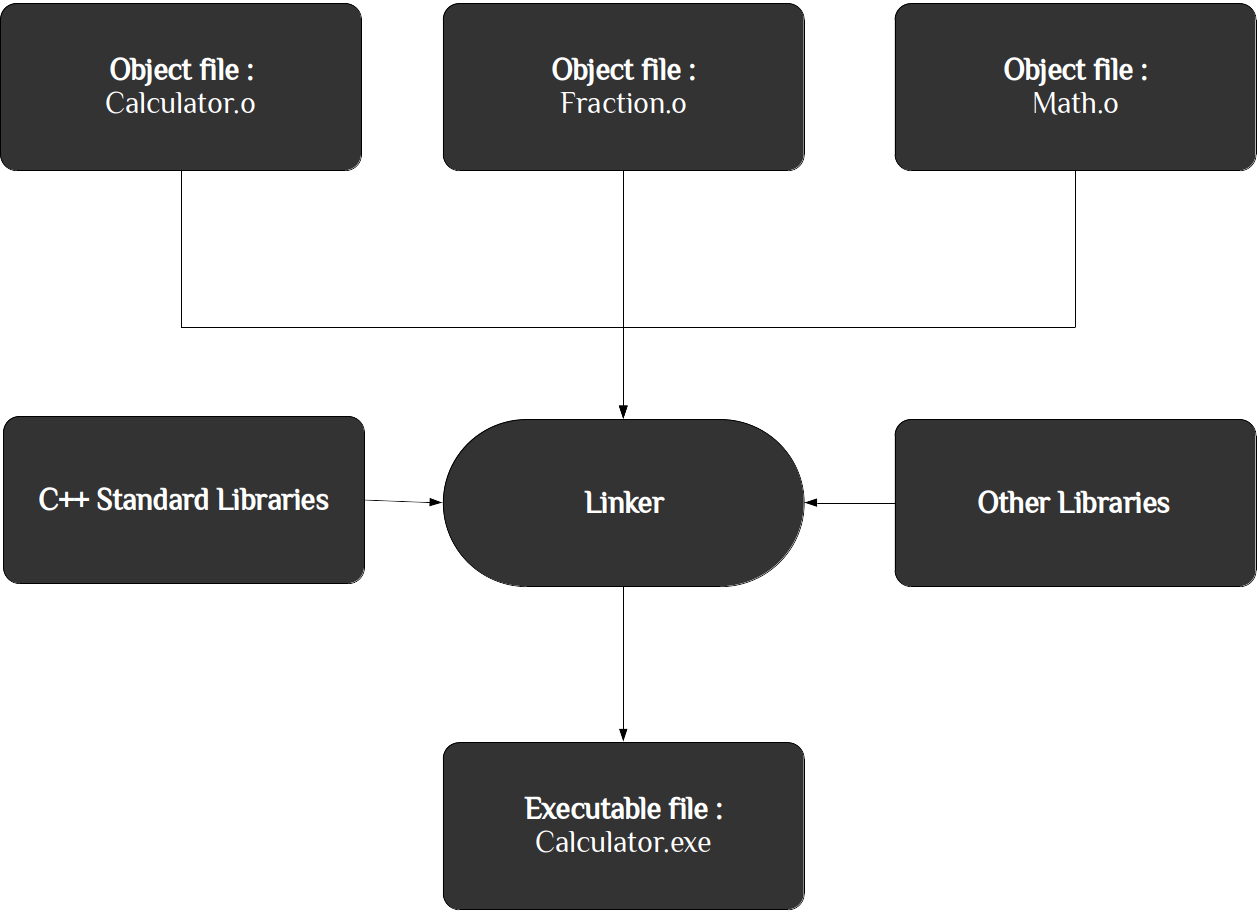 Object file :
Calculator.o
Object file :
Fraction.o
Object file :
Math.o
C++ Standard Libraries
Linker
Other Libraries
Executable file :
Calculator.exe